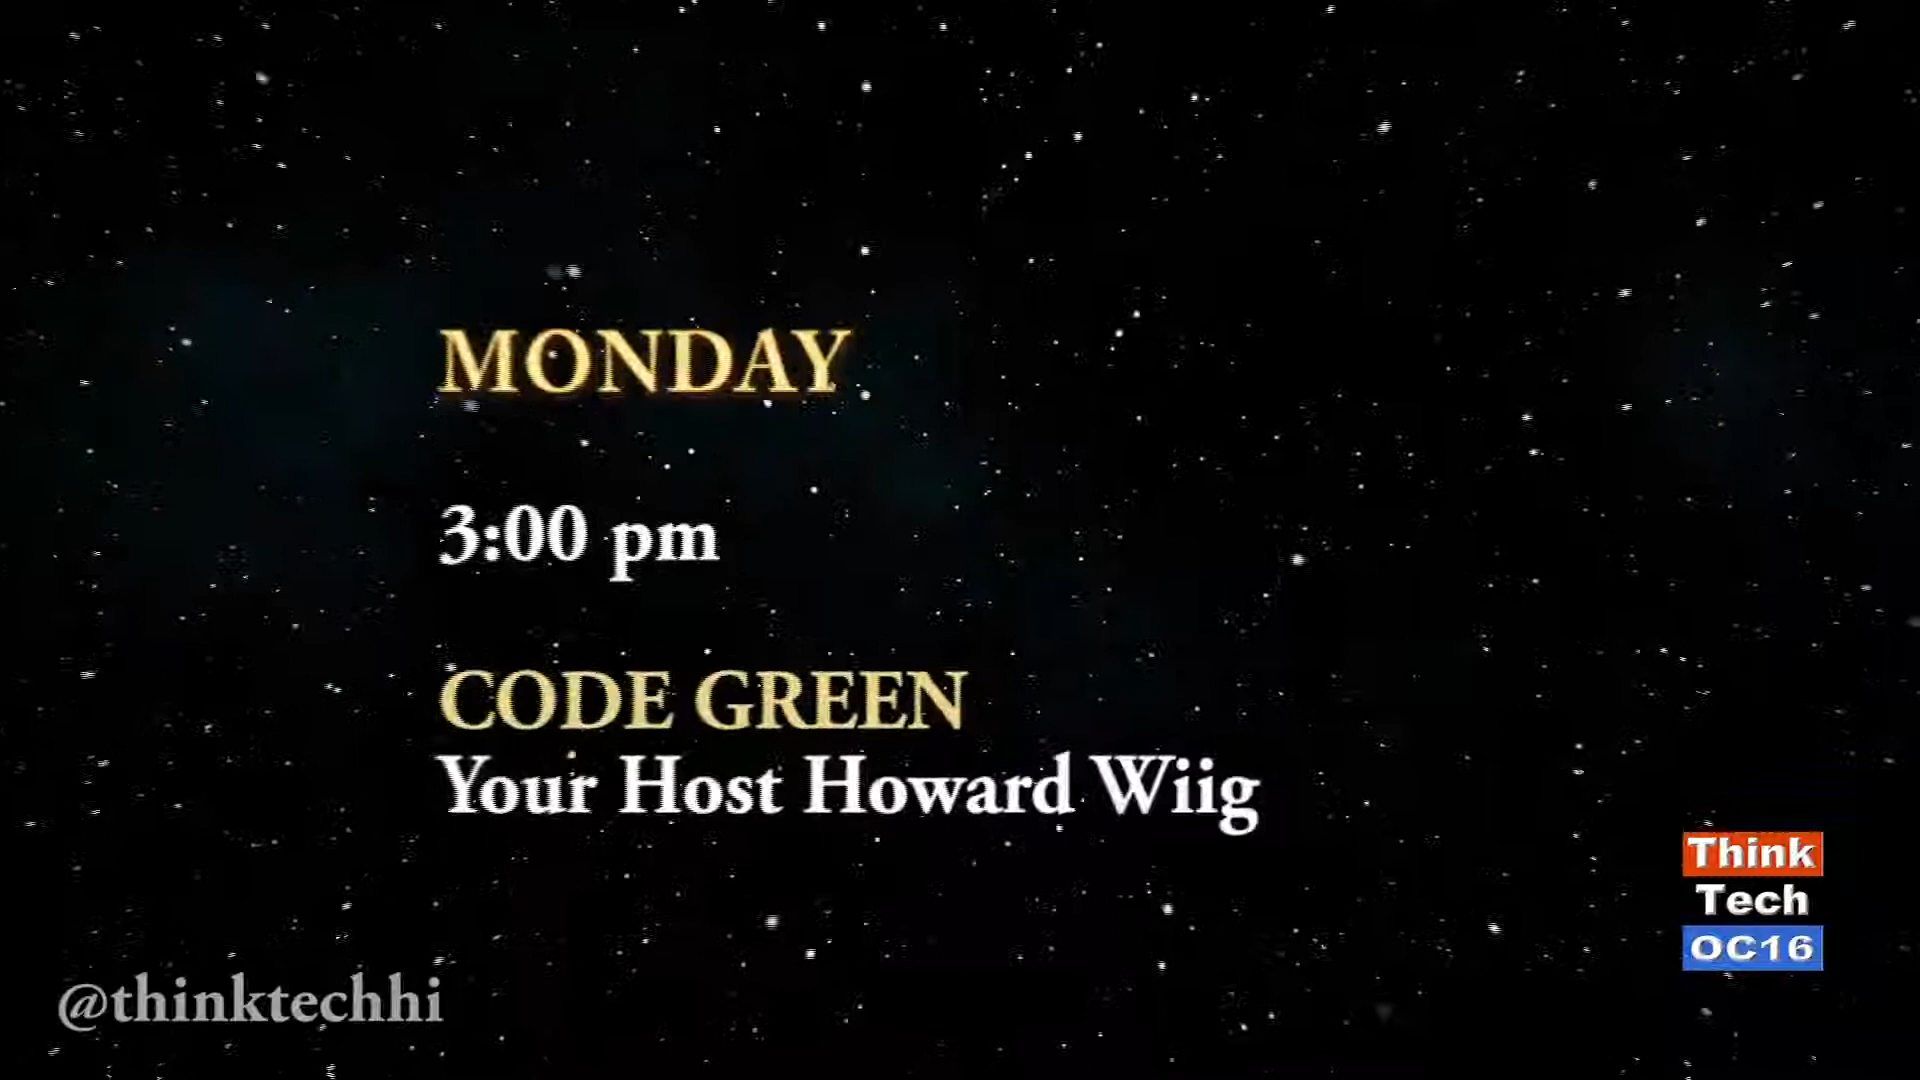 MONDAY
3:00 pm
CODE GREEN
Your Host Howard Wiig
Think
Tech
OC16
@thinktechhi